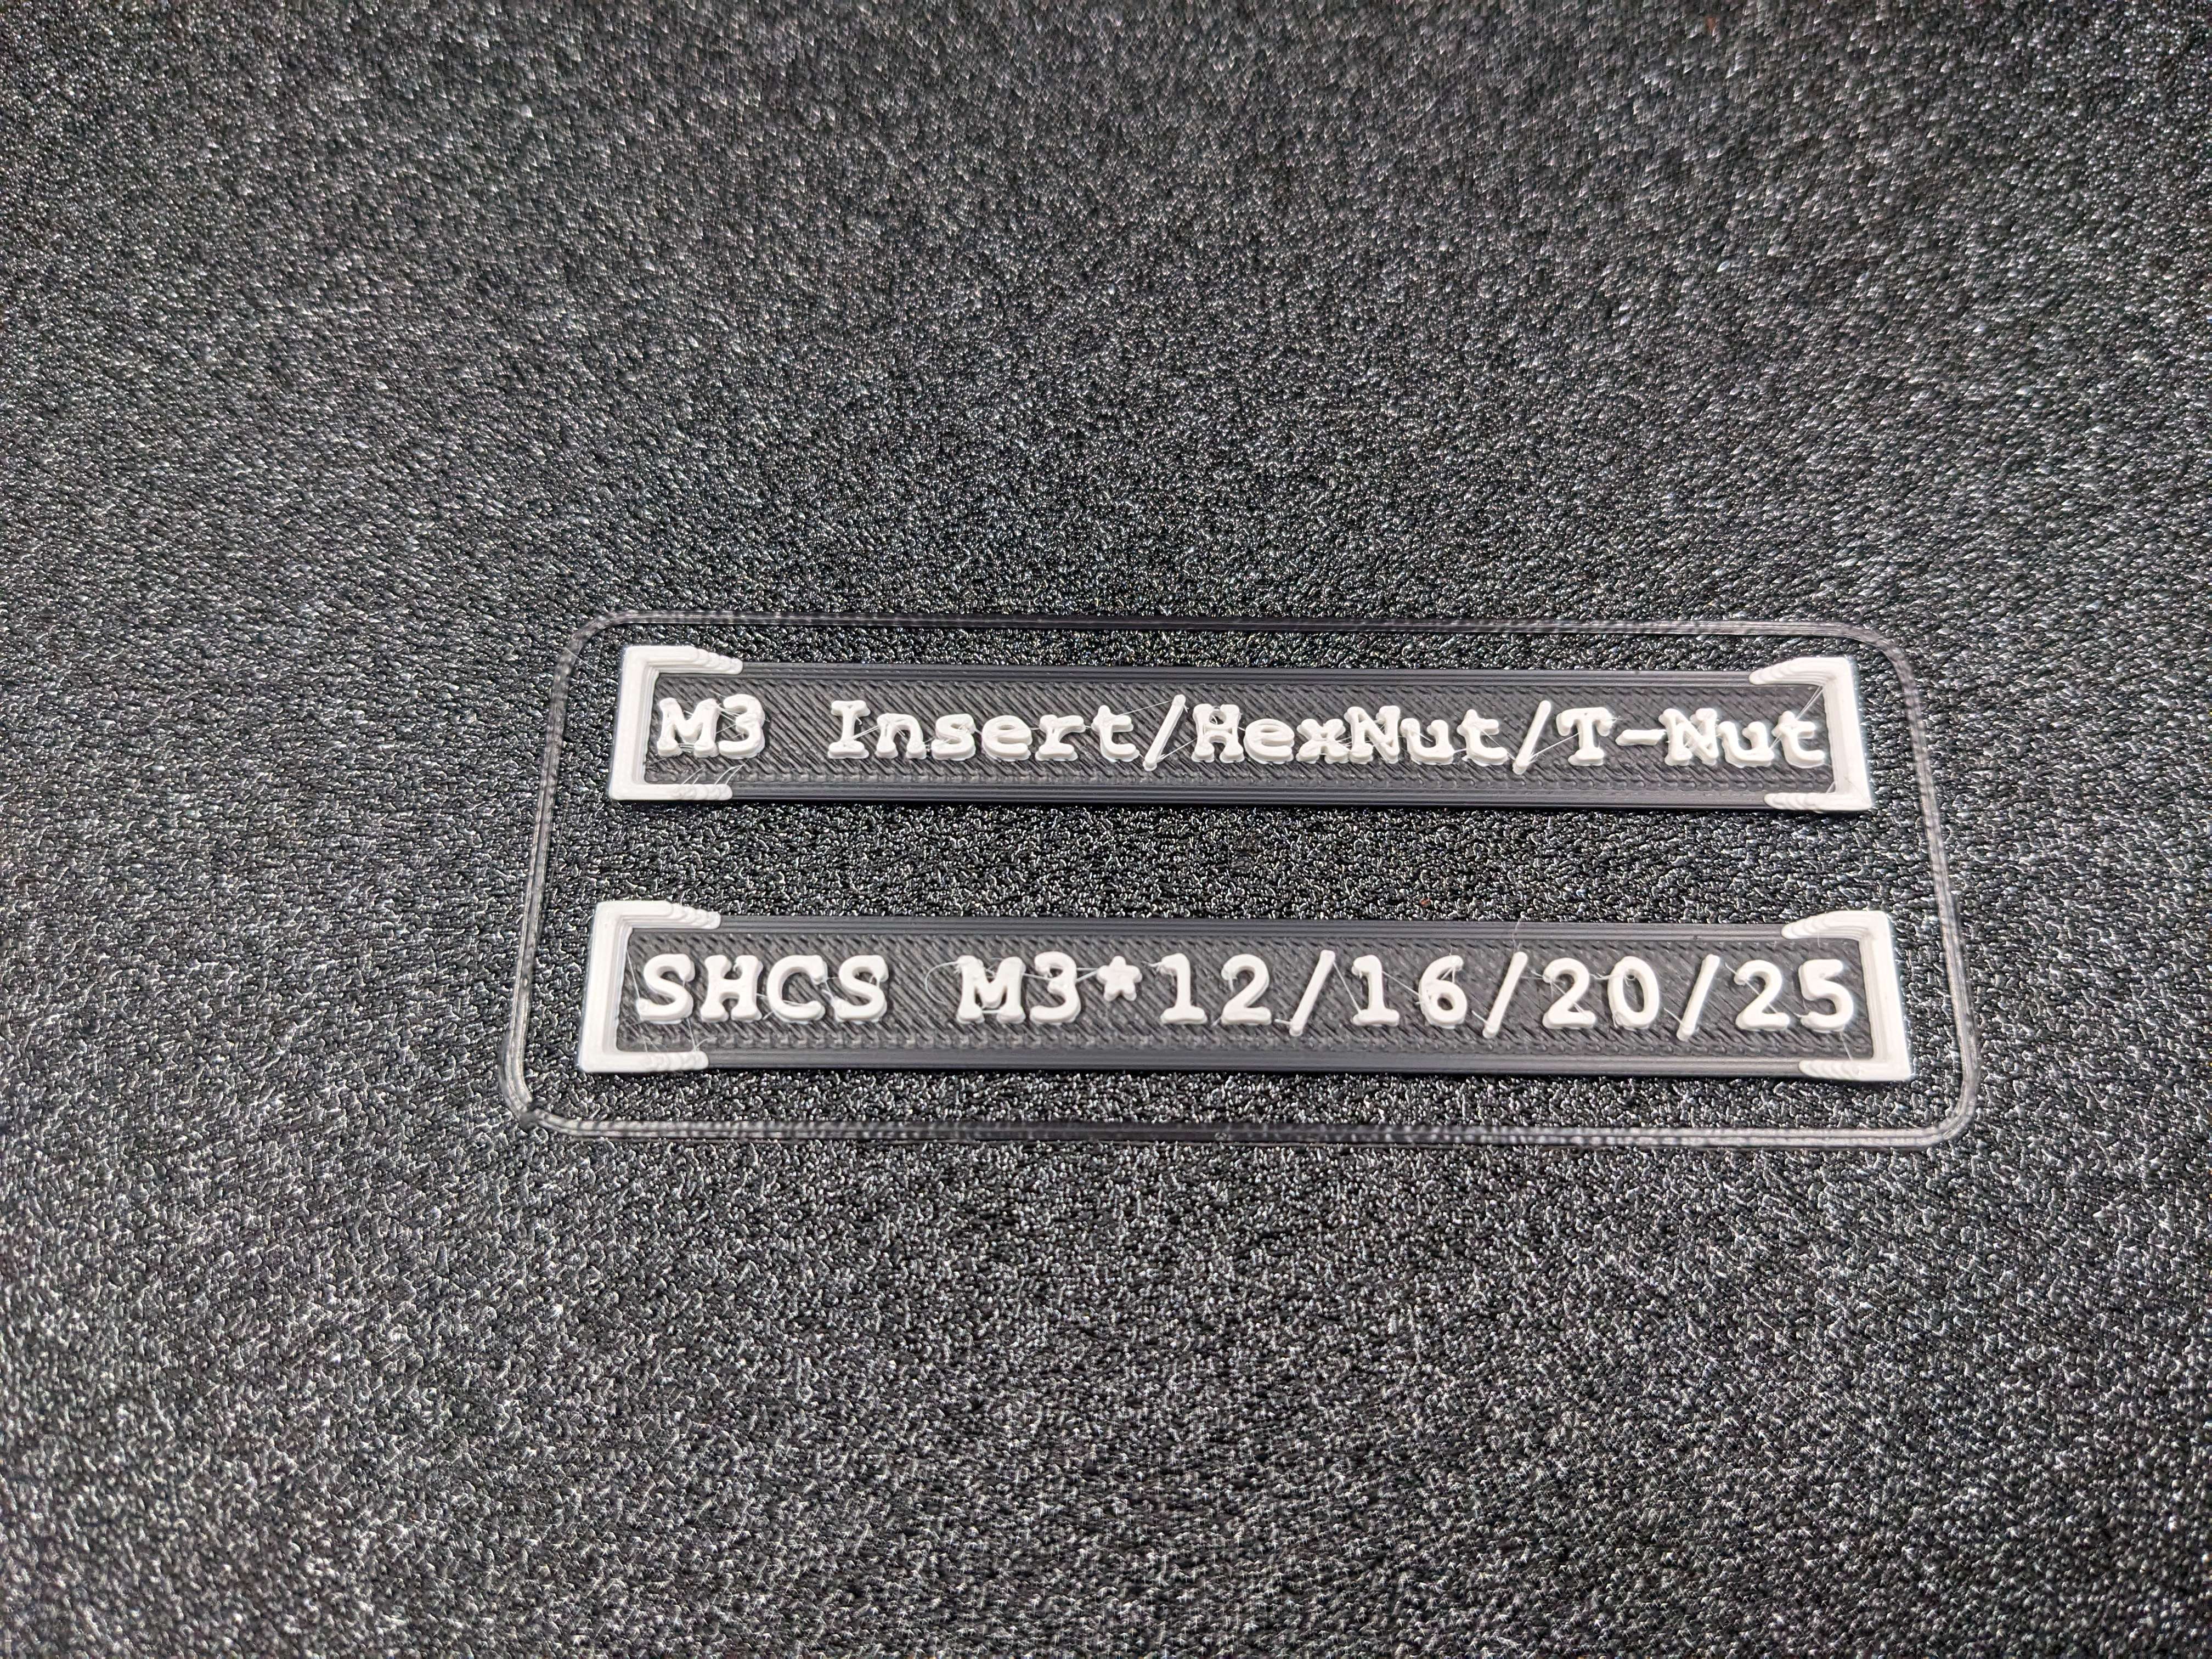 M3 Insert/HexNut/T-Nut
SHCS M3*12/16/20/25